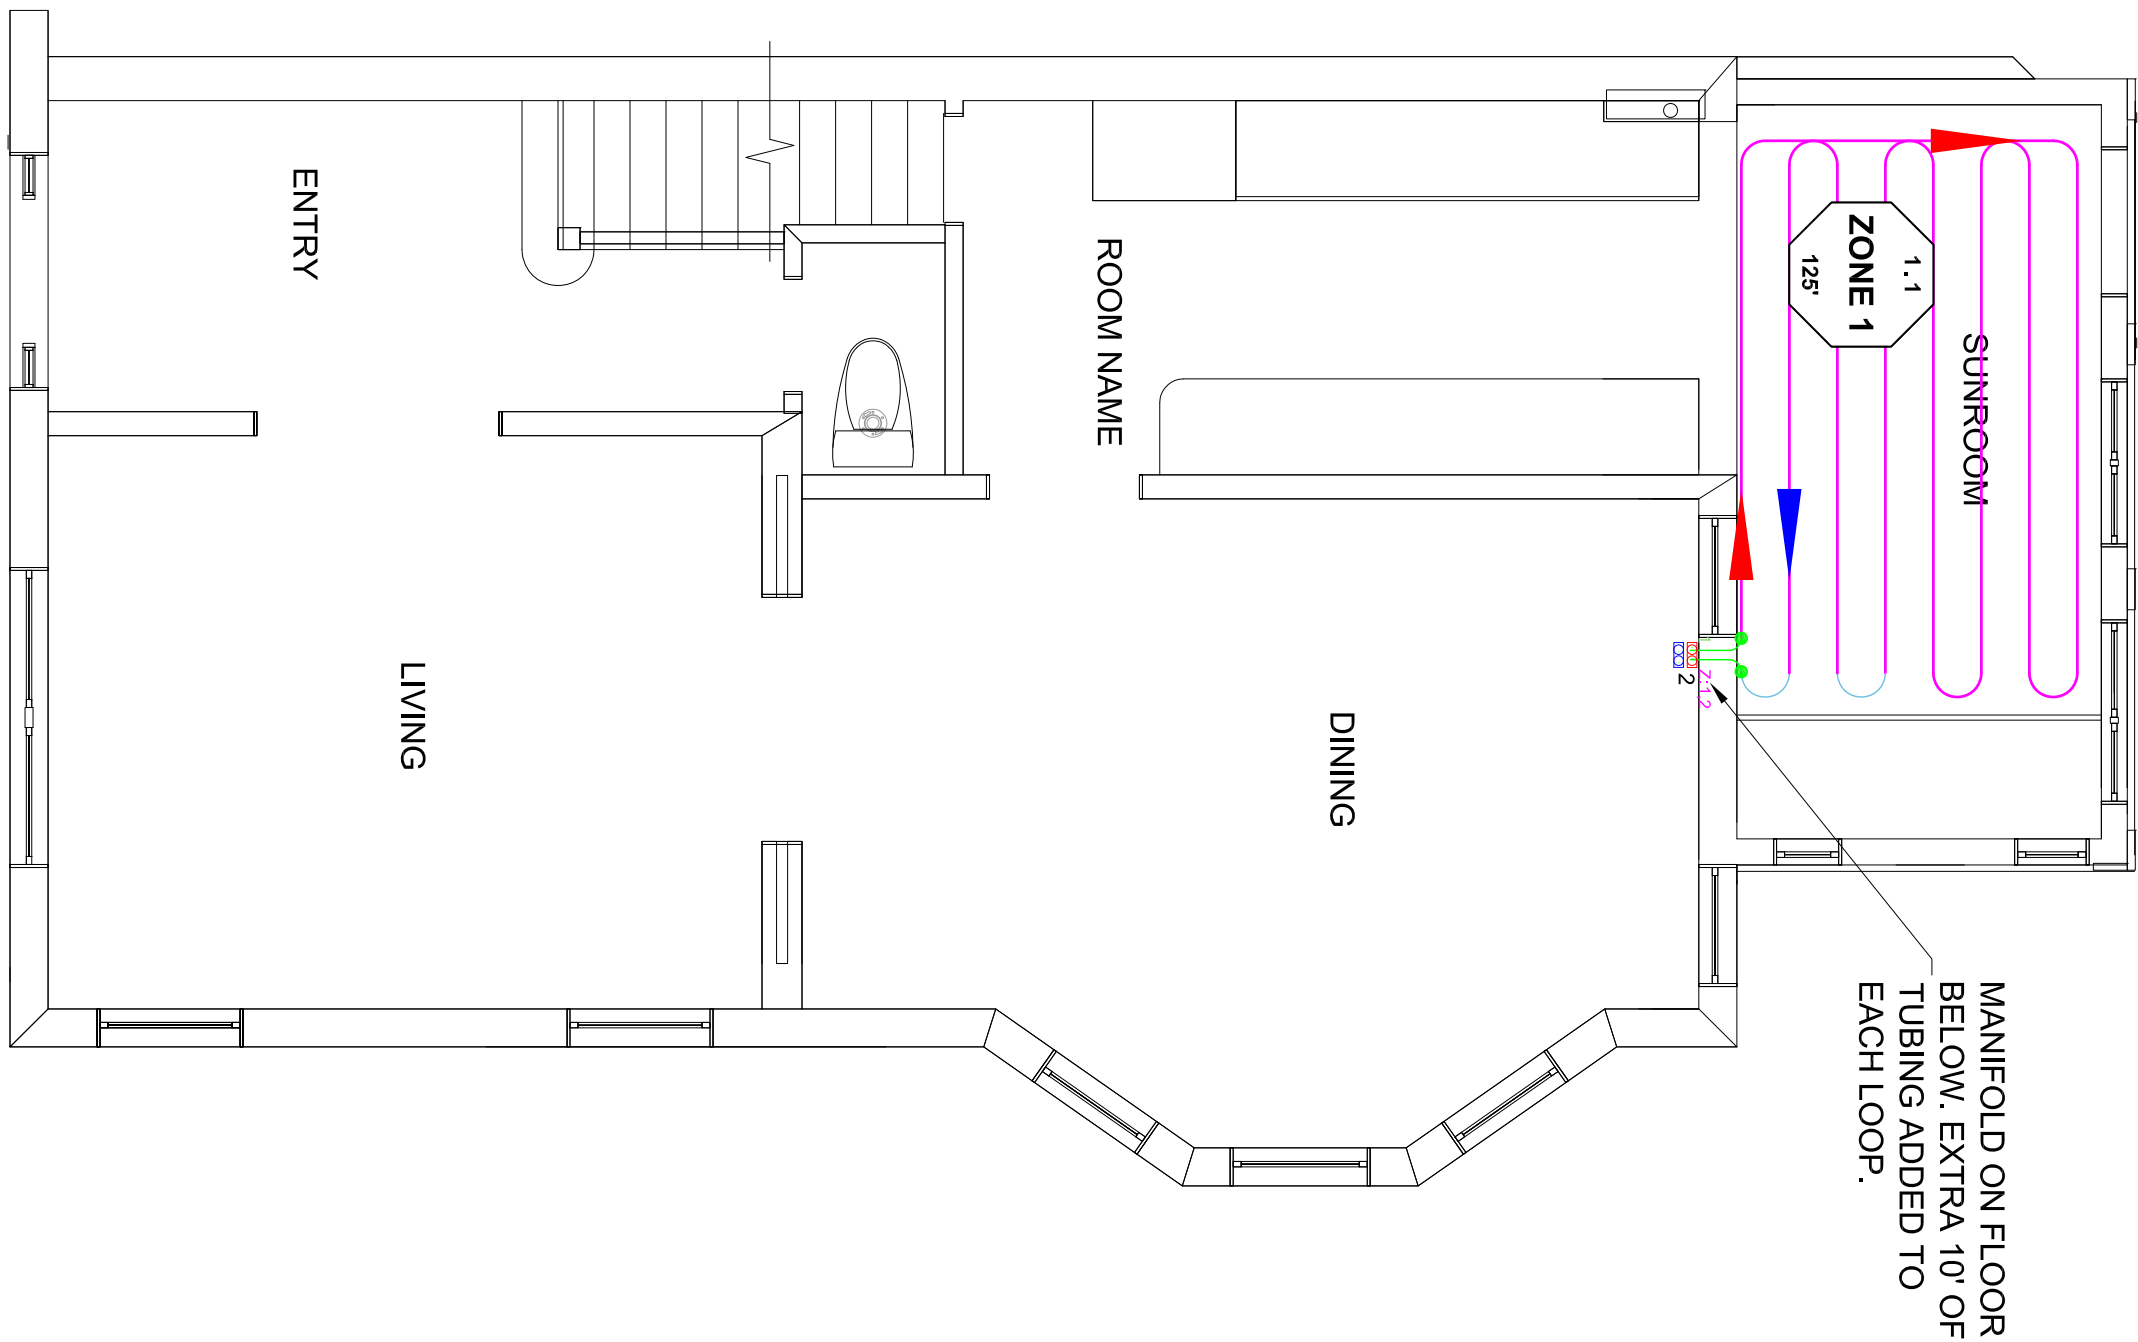 ENTRY
ROOM NAME
1.1
ZONE 1
125'
SUNROOM
LIVING
DINING
2
MANIFOLD ON FLOOR
BELOW. EXTRA 10' OF
TUBING ADDED TO
EACH LOOP.